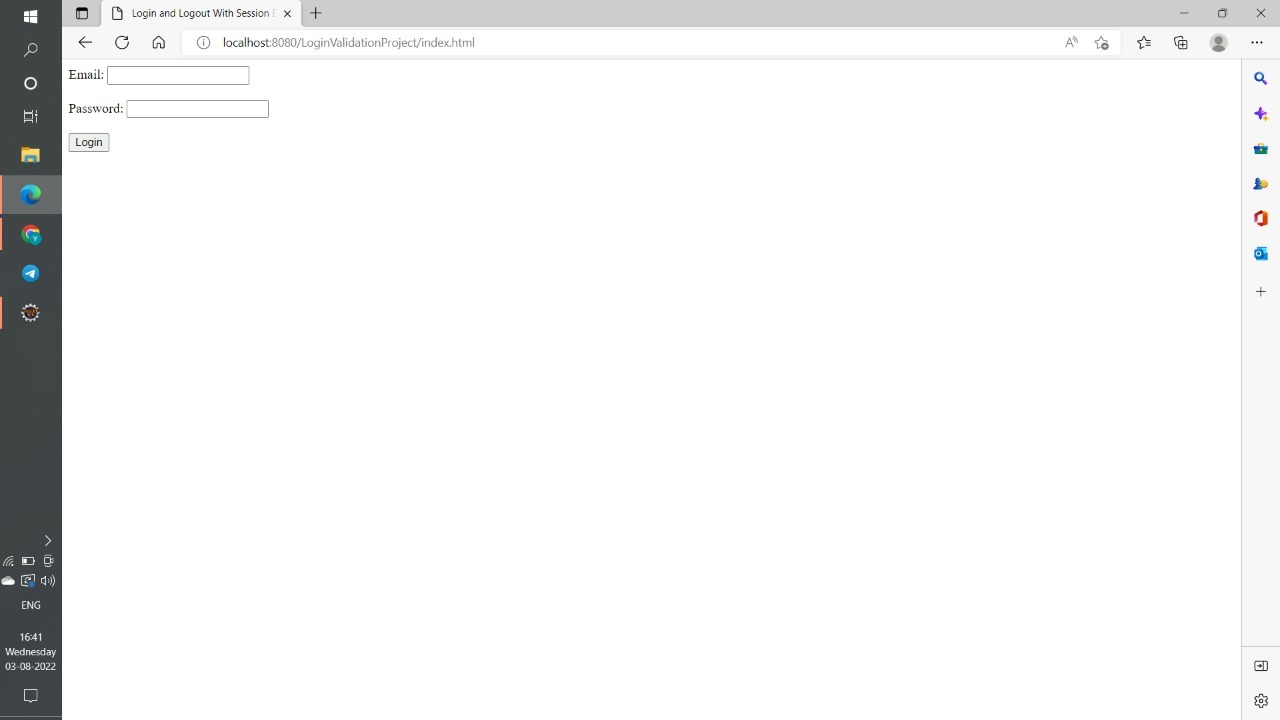 Login and Logout With Session
localhost:8080/LoginValidationProject/index.html
Email:
Password:
Login
ENG
16:41
Wednesday
03-08-2022